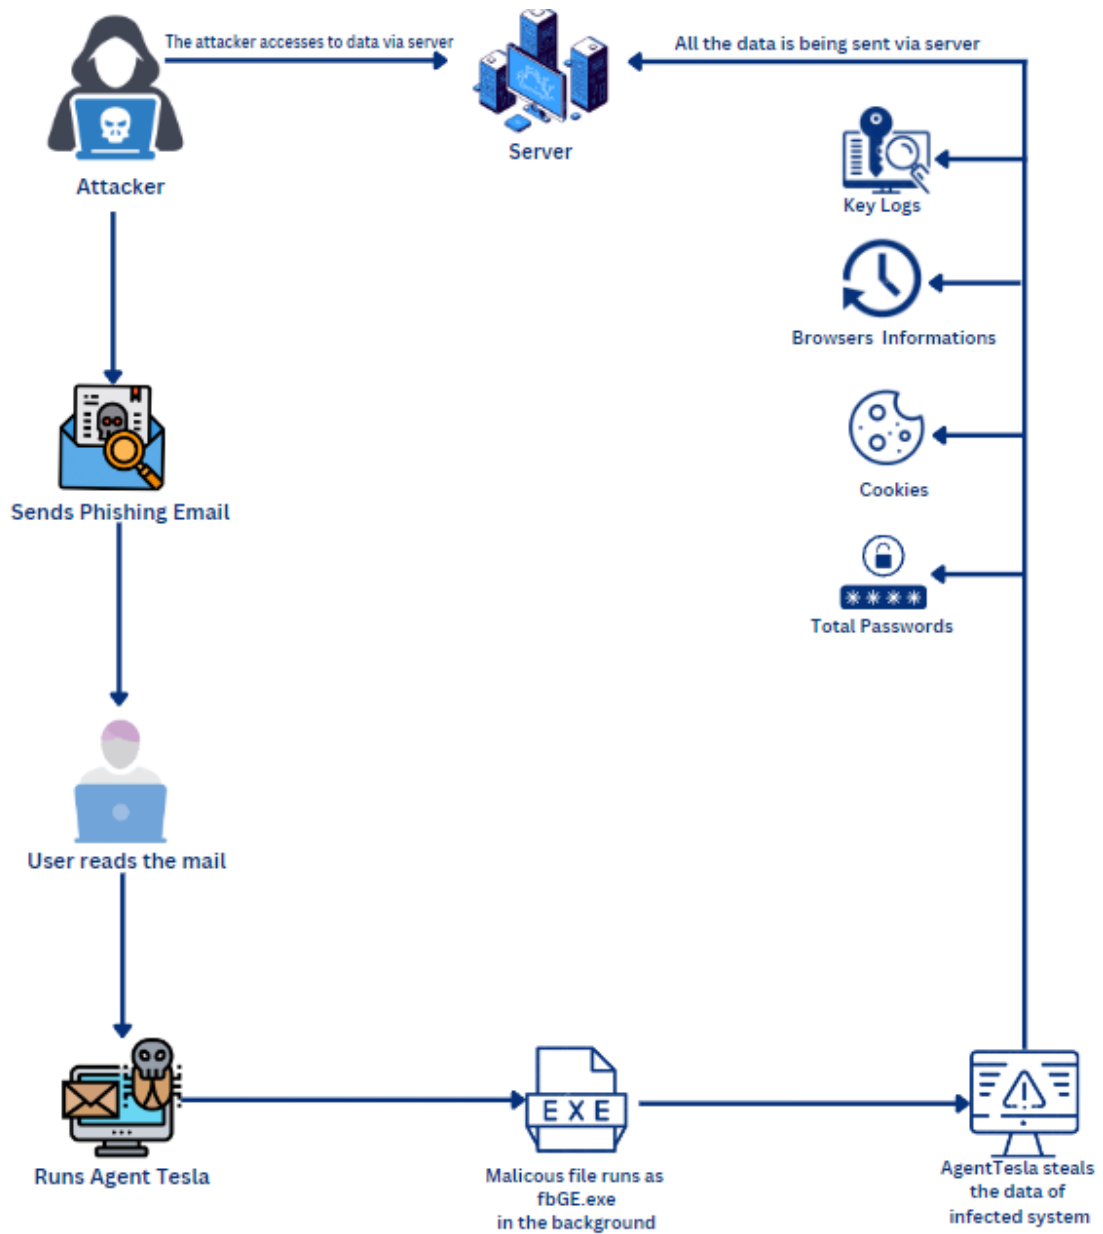 The attacker accesses to data via server
All the data is being sent via server
Server
Attacker
Key Logs
Browsers Informations
Cookies
Sends Phishing Email
Total Passwords
User reads the mail
EXE
Runs Agent Tesla
Malicous file runs as
fbGE.exe
in the background
AgentTesla steals
the data of
infected system